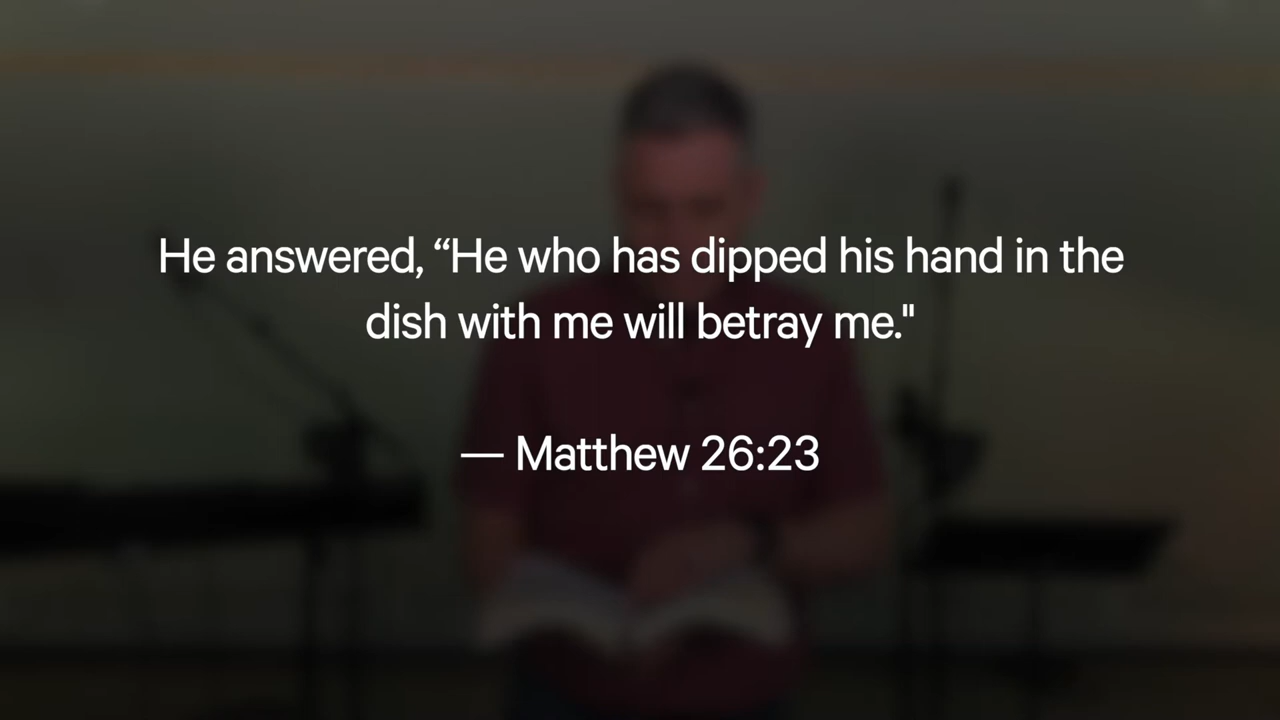 He answered, “He who has dipped his hand in the
dish with me will betray me."
— Matthew 26:23